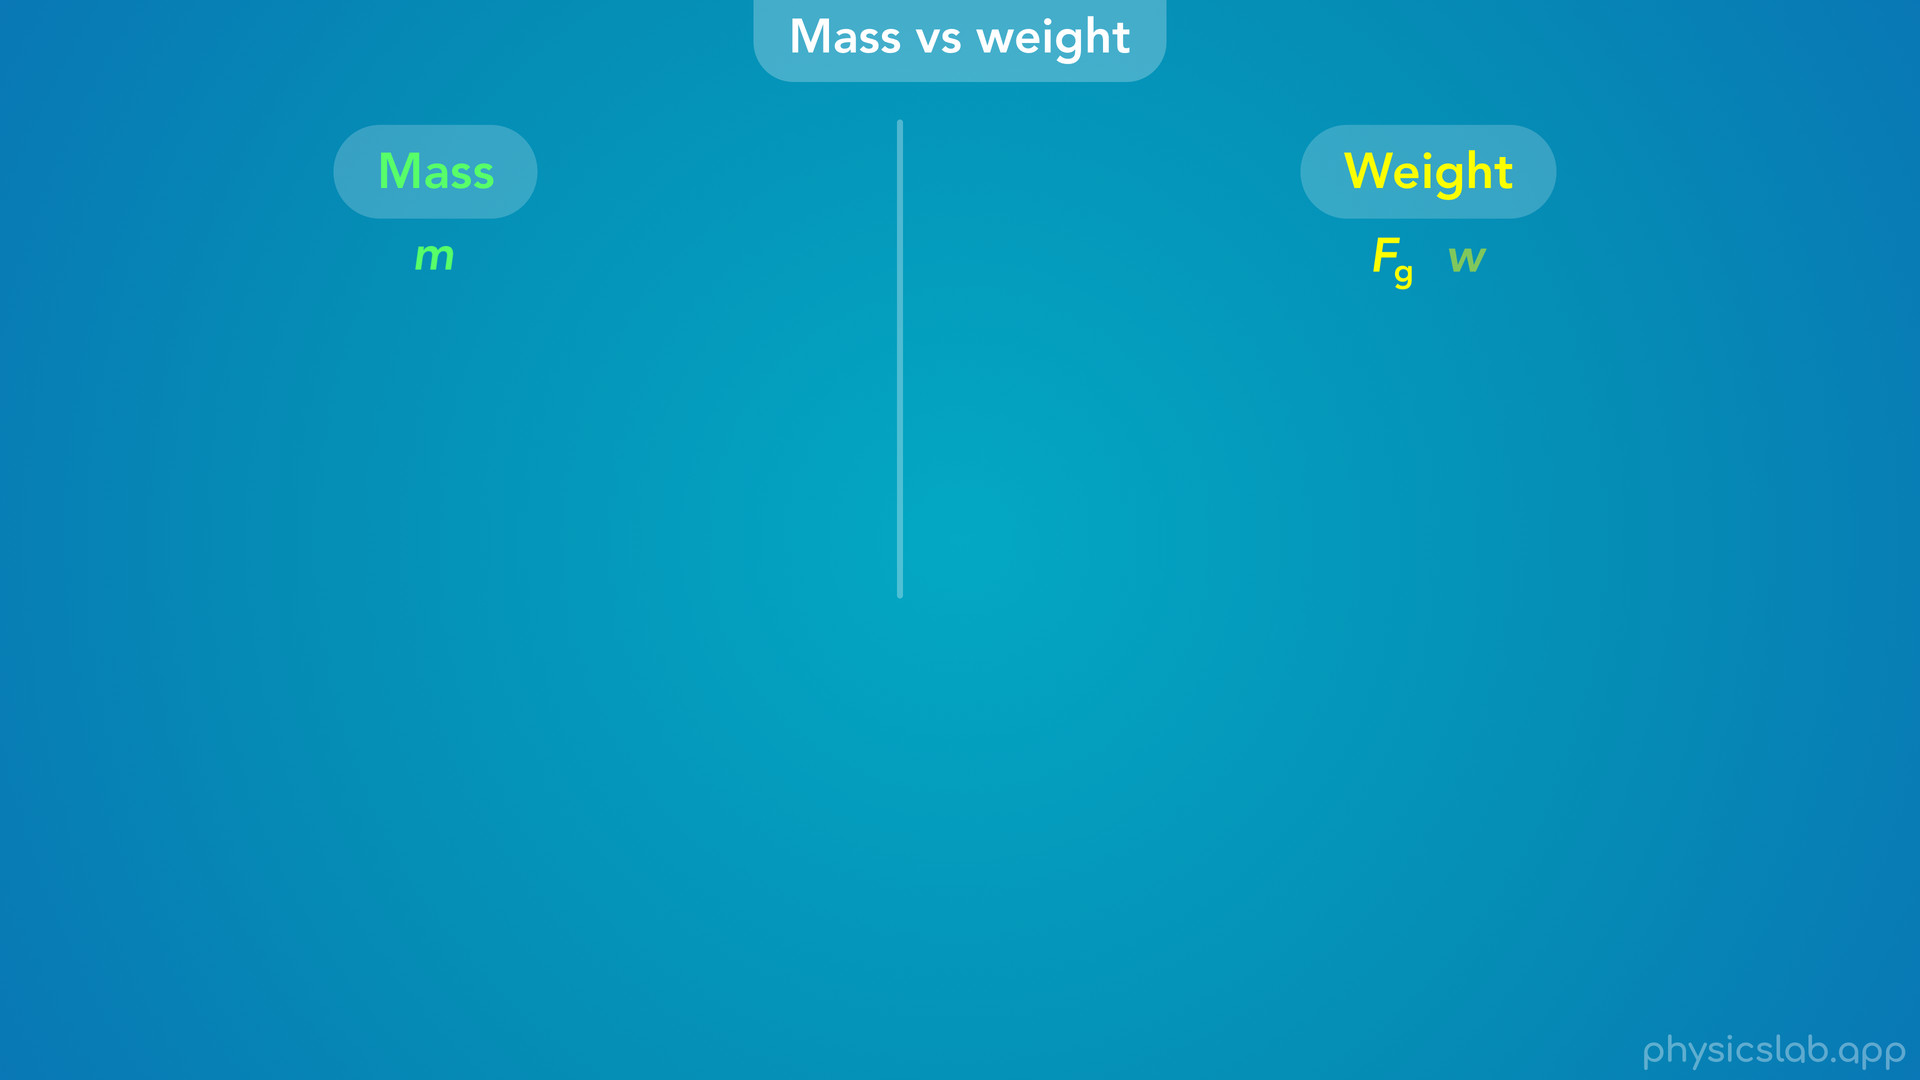 Mass vs weight
Mass
m
Weight
Fg w
physicslab.app